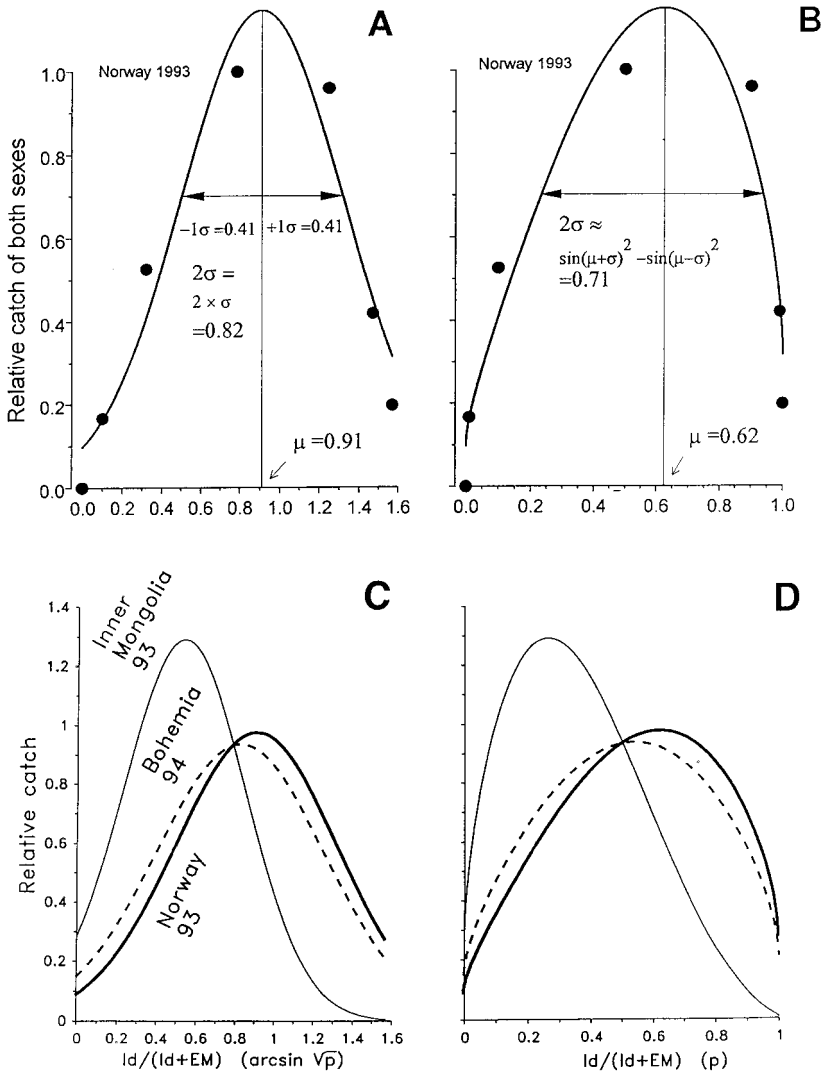 A
Norway 1993
Relative catch of both sexes
1.0
0.8
0.6
0.4
0.2
0.0
−1σ=0.41
+1σ=0.41
2σ =
2 × σ
=0.82
μ =0.91
0.0 0.2 0.4 0.6 0.8 1.0 1.2 1.4 1.6
B
Norway 1993
2σ ≈
sin(μ+σ)² −sin(μ−σ)²
=0.71
μ =0.62
0.0 0.2 0.4 0.6 0.8 1.0
C
Relative catch
1.4
1.2
1
0.8
0.6
0.4
0.2
0
Inner
Mongolia
93
Bohemia
94
Norway
93
0 0.2 0.4 0.6 0.8 1 1.2 1.4 1.6
Id/(Id+EM) (arcsin √p)
D
0 0.2 0.4 0.6 0.8 1
Id/(Id+EM) (p)